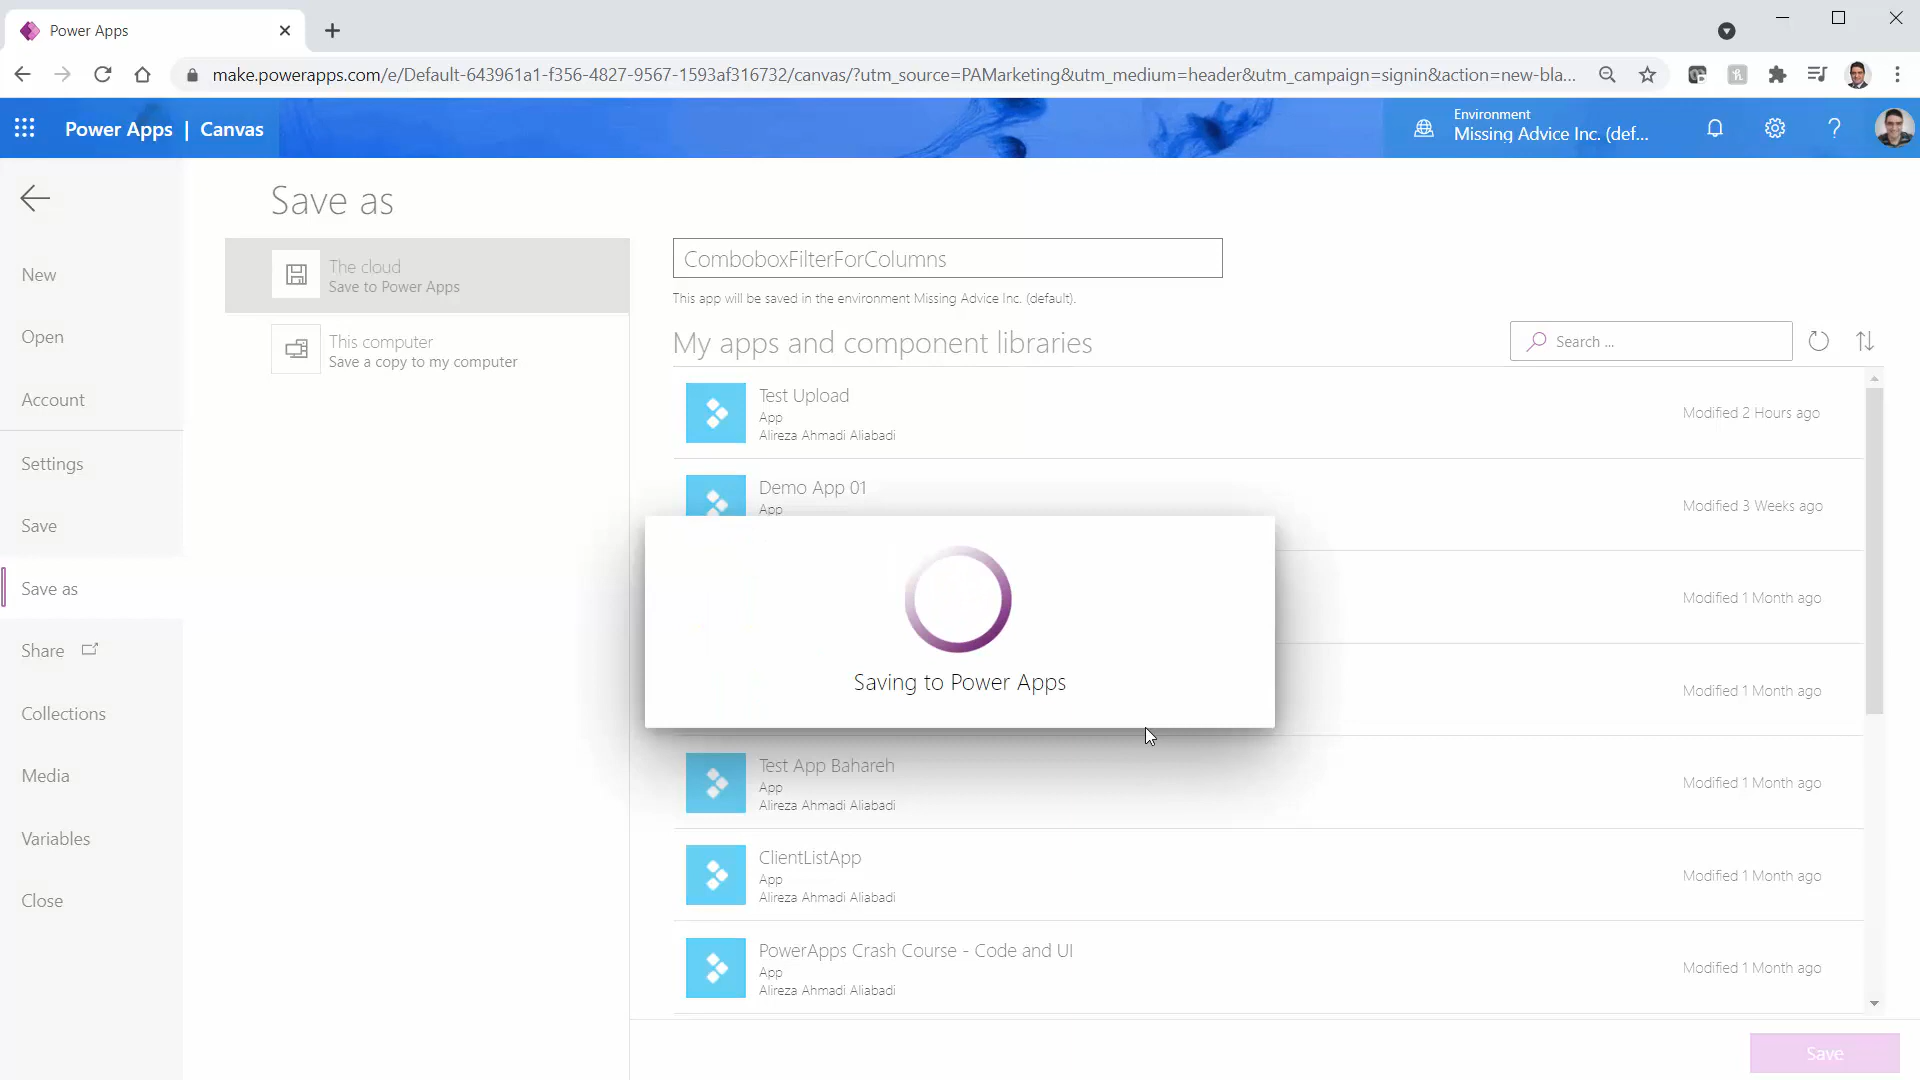 Power Apps
make.powerapps.com/e/Default-643961a1-f356-4827-9567-1593af316732/canvas/?utm_source=PAMarketing&utm_medium=header&utm_campaign=signin&action=new-bla...
Power Apps | Canvas
Environment
Missing Advice Inc. (def...
Save as
New
Open
Account
Settings
Save
Save as
Share
Collections
Media
Variables
Close
The cloud
Save to Power Apps
This computer
Save a copy to my computer
ComboboxFilterForColumns
This app will be saved in the environment Missing Advice Inc. (default).
My apps and component libraries
Search ...
Test Upload
App
Alireza Ahmadi Aliabadi
Modified 2 Hours ago
Demo App 01
App
Modified 3 Weeks ago
Modified 1 Month ago
Modified 1 Month ago
Saving to Power Apps
Test App Bahareh
App
Alireza Ahmadi Aliabadi
Modified 1 Month ago
ClientListApp
App
Alireza Ahmadi Aliabadi
Modified 1 Month ago
PowerApps Crash Course - Code and UI
App
Alireza Ahmadi Aliabadi
Modified 1 Month ago
Save